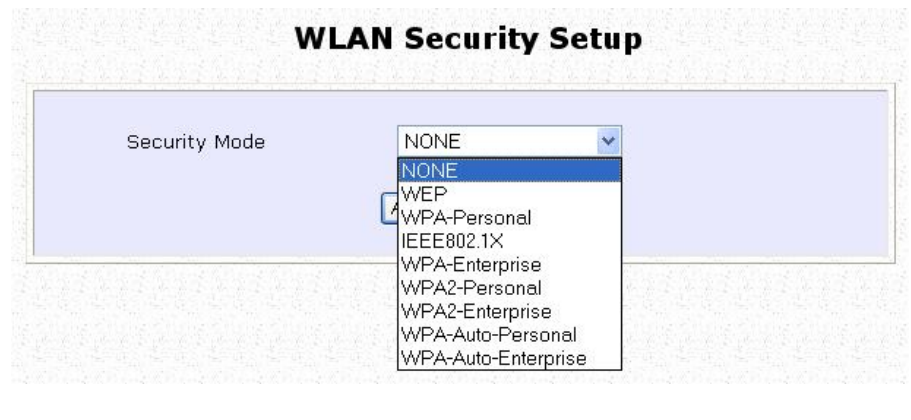 WLAN Security Setup
Security Mode
NONE
NONE
WEP
WPA-Personal
IEEE802.1X
WPA-Enterprise
WPA2-Personal
WPA2-Enterprise
WPA-Auto-Personal
WPA-Auto-Enterprise